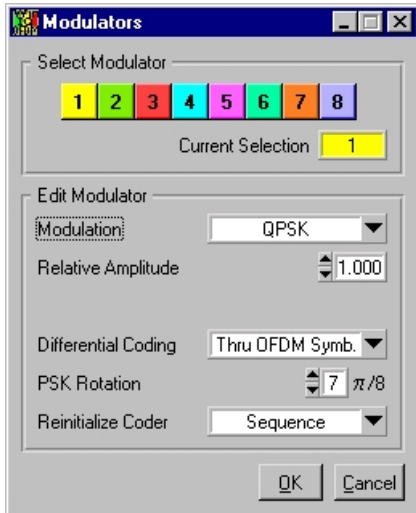 Modulators
Select Modulator
1 2 3 4 5 6 7 8
Current Selection 1
Edit Modulator
Modulation QPSK
Relative Amplitude 1.000
Differential Coding Thru OFDM Symb.
PSK Rotation 7 π/8
Reinitialize Coder Sequence
OK Cancel